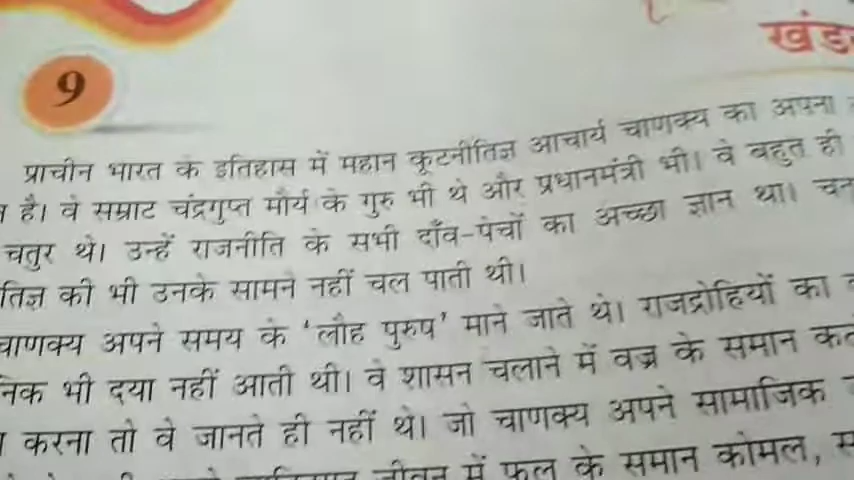 9
प्राचीन भारत के इतिहास में महान कूटनीतिज्ञ आचार्य चाणक्य का अपना
है। वे सम्राट चंद्रगुप्त मौर्य के गुरु भी थे और प्रधानमंत्री भी। वे बहुत ही
चतुर थे। उन्हें राजनीति के सभी दाँव-पेचों का अच्छा ज्ञान था।
की भी उनके सामने नहीं चल पाती थी।
चाणक्य अपने समय के 'लौह पुरुष' माने जाते थे। राजद्रोहियों का
भी दया नहीं आती थी। वे शासन चलाने में वज्र के समान
करना तो वे जानते ही नहीं थे। जो चाणक्य अपने सामाजिक
जीवन में फूल के समान कोमल,